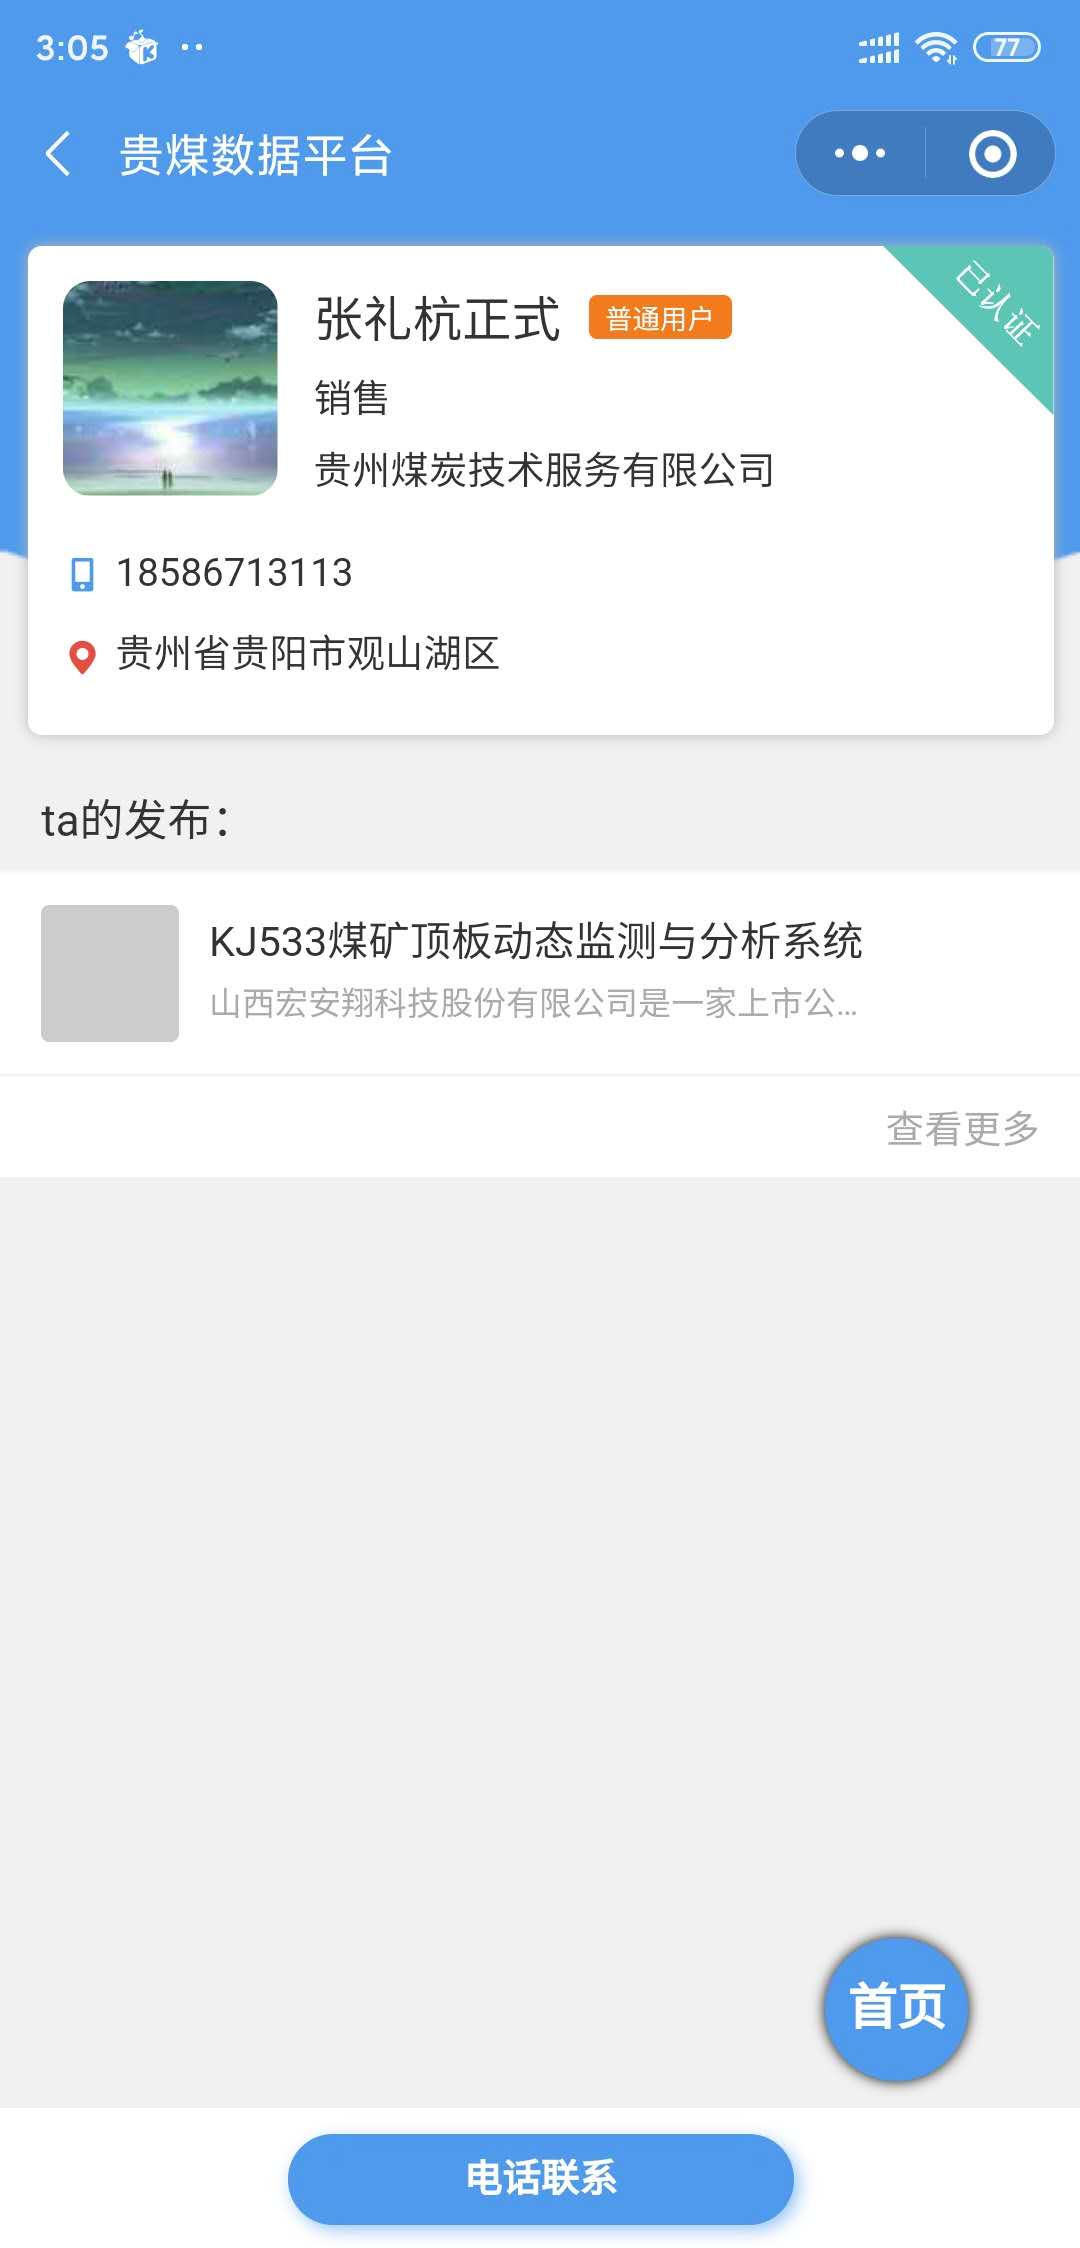 3:05
77
贵煤数据平台
张礼杭正式 普通用户
已认证
销售
贵州煤炭技术服务有限公司
18586713113
贵州省贵阳市观山湖区
ta的发布：
KJ533煤矿顶板动态监测与分析系统
山西宏安翔科技股份有限公司是一家上市公...
查看更多
首页
电话联系